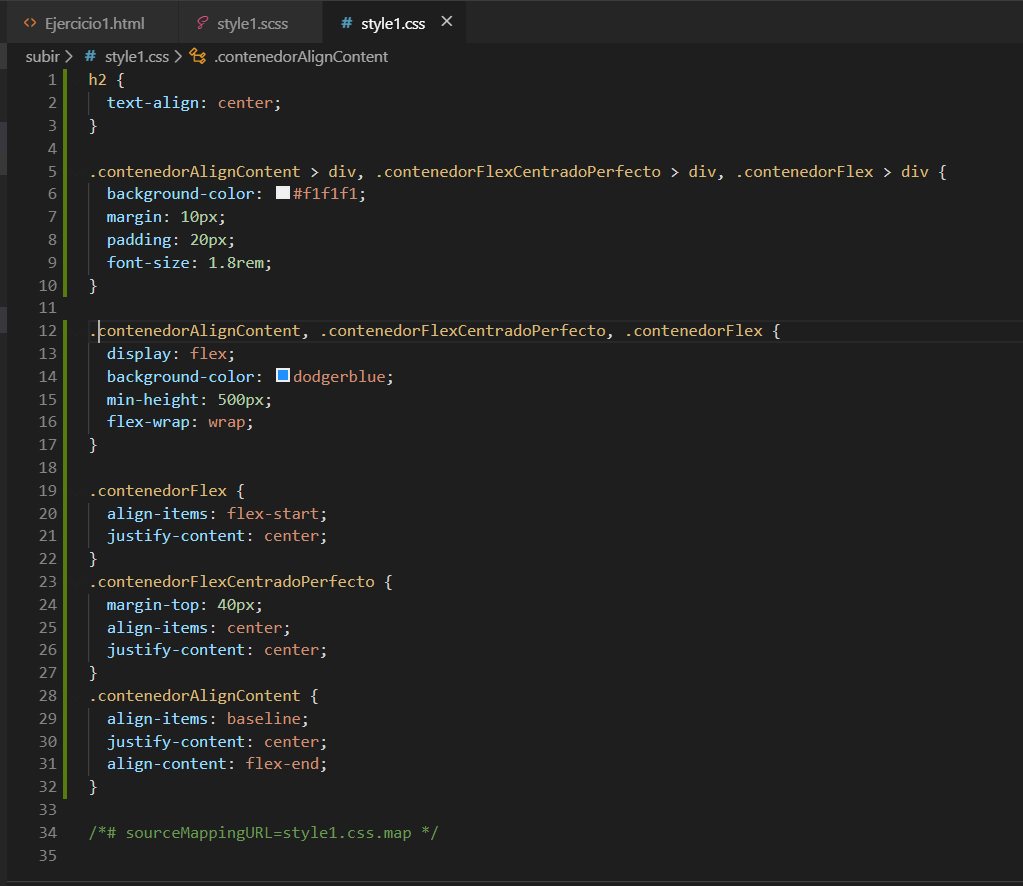 Ejercicio1.html style1.scss # style1.css
subir > # style1.css > .contenedorAlignContent
1 h2 {
2 text-align: center;
3 }
4
5 .contenedorAlignContent > div, .contenedorFlexCentradoPerfecto > div, .contenedorFlex > div {
6 background-color: #f1f1f1;
7 margin: 10px;
8 padding: 20px;
9 font-size: 1.8rem;
10 }
11
12 .contenedorAlignContent, .contenedorFlexCentradoPerfecto, .contenedorFlex {
13 display: flex;
14 background-color: dodgerblue;
15 min-height: 500px;
16 flex-wrap: wrap;
17 }
18
19 .contenedorFlex {
20 align-items: flex-start;
21 justify-content: center;
22 }
23 .contenedorFlexCentradoPerfecto {
24 margin-top: 40px;
25 align-items: center;
26 justify-content: center;
27 }
28 .contenedorAlignContent {
29 align-items: baseline;
30 justify-content: center;
31 align-content: flex-end;
32 }
33
34 /*# sourceMappingURL=style1.css.map */
35